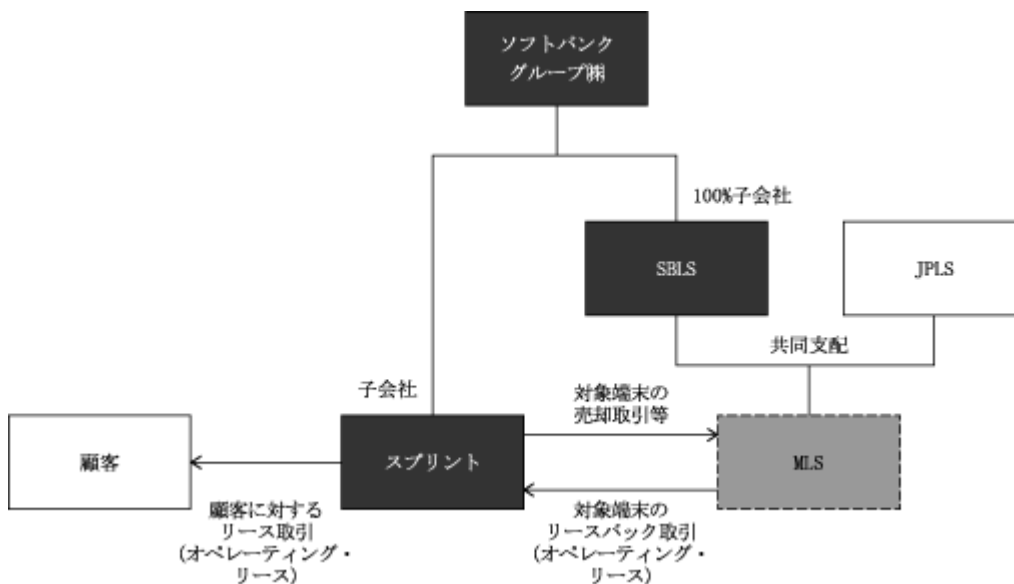 ソフトバンク
グループ㈱
100%子会社
SBLS
JPLS
共同支配
子会社
対象端末の
売却取引等
顧客
スプリント
MLS
顧客に対する
リース取引
(オペレーティング・
リース)
対象端末の
リースバック取引
(オペレーティング・
リース)